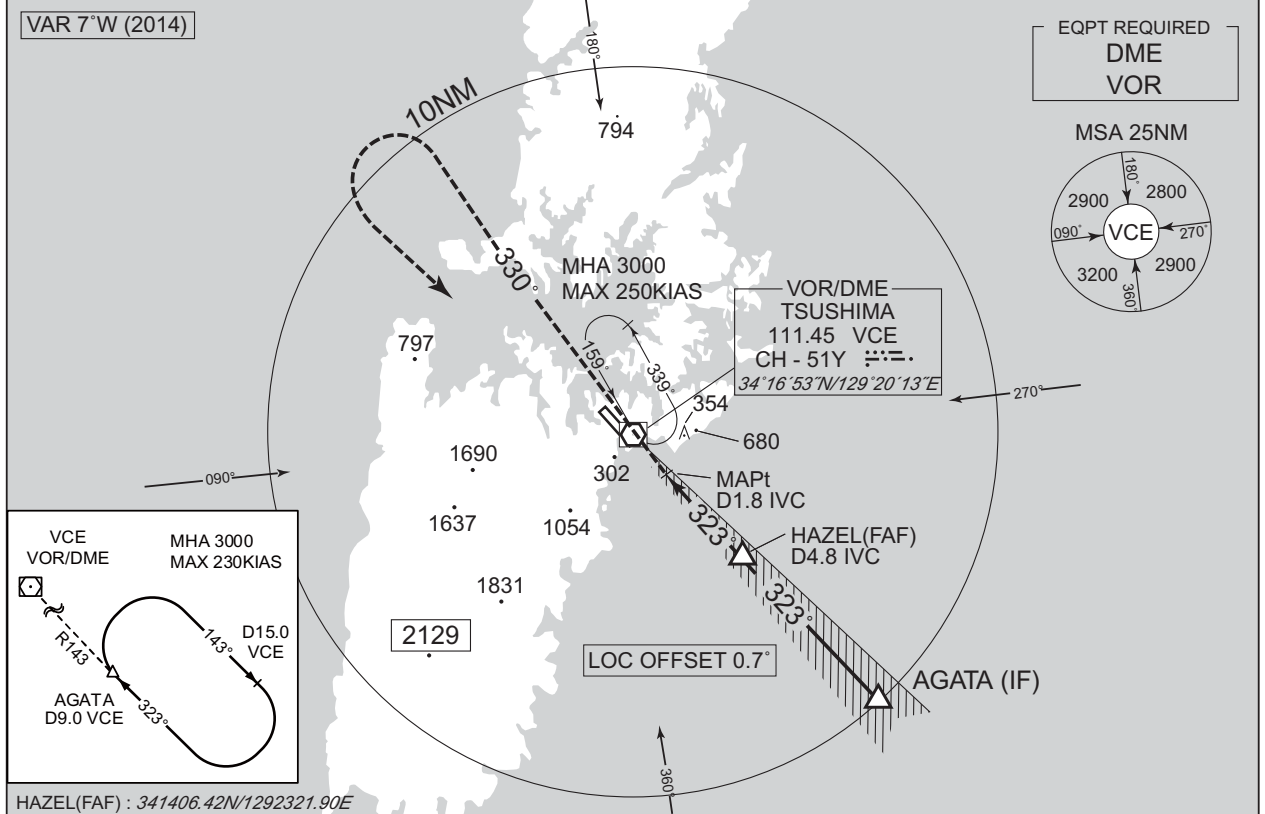 VAR 7°W (2014)
EQPT REQUIRED
DME
VOR
MSA 25NM
180°
2900
2800
VCE
090°
270°
3200
2900
360°
180°
10NM
794
330°
MHA 3000
MAX 250KIAS
VOR/DME
TSUSHIMA
111.45 VCE
CH - 51Y
34°16´53˝N/129°20´13˝E
797
159°
339°
270°
354
680
1690
302
090°
MAPt
D1.8 IVC
1637
1054
323°
HAZEL(FAF)
D4.8 IVC
1831
323°
2129
LOC OFFSET 0.7°
AGATA (IF)
360°
VCE
VOR/DME
MHA 3000
MAX 230KIAS
143°
D15.0
VCE
R143
AGATA
D9.0 VCE
323°
HAZEL(FAF) : 341406.42N/1292321.90E